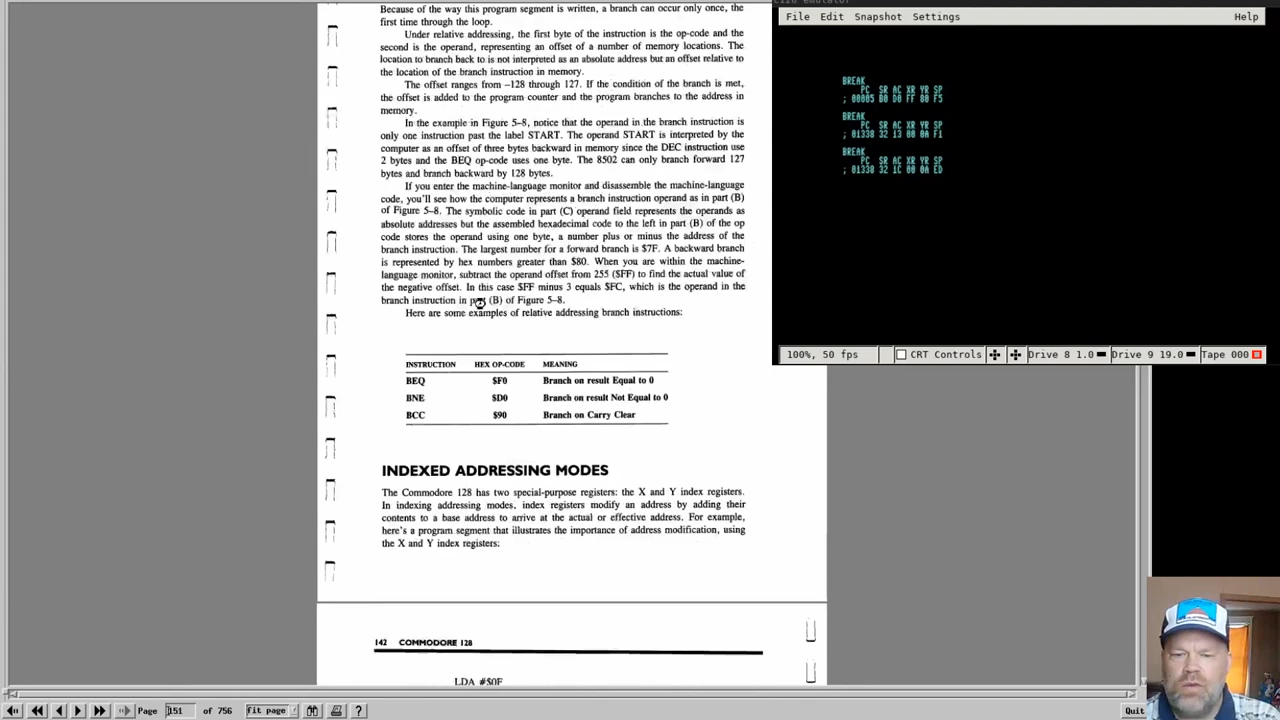 Because of the way this program segment is written, a branch can occur only once, the
first time through the loop.
Under relative addressing, the first byte of the instruction is the op-code and the
second is the operand, representing an offset of a number of memory locations. The
location to branch back to is not interpreted as an absolute address but an offset relative to
the location of the branch instruction in memory.
The offset ranges from –128 through 127. If the condition of the branch is met,
the offset is added to the program counter and the program branches to the address in
memory.
In the example in Figure 5–8, notice that the operand in the branch instruction is
only one instruction past the label START. The operand START is interpreted by the
computer as an offset of three bytes backward in memory since the DEC instruction use
2 bytes and the BEQ op-code uses one byte. The 8502 can only branch forward 127
bytes and branch backward by 128 bytes.
If you enter the machine-language monitor and disassemble the machine-language
code, you'll see how the computer represents a branch instruction operand as in part (B)
of Figure 5–8. The symbolic code in part (C) operand field represents the operands as
absolute addresses but the assembled hexadecimal code to the left in part (B) of the op
code stores the operand using one byte, a number plus or minus the address of the
branch instruction. The largest number for a forward branch is $7F. A backward branch
is represented by hex numbers greater than $80. When you are within the machine-
language monitor, subtract the operand offset from 255 ($FF) to find the actual value of
the negative offset. In this case $FF minus 3 equals $FC, which is the operand in the
branch instruction in part (B) of Figure 5–8.
Here are some examples of relative addressing branch instructions:
INSTRUCTION HEX OP-CODE MEANING
BEQ $F0 Branch on result Equal to 0
BNE $D0 Branch on result Not Equal to 0
BCC $90 Branch on Carry Clear
INDEXED ADDRESSING MODES
The Commodore 128 has two special-purpose registers: the X and Y index registers.
In indexing addressing modes, index registers modify an address by adding their
contents to a base address to arrive at the actual or effective address. For example,
here's a program segment that illustrates the importance of address modification, using
the X and Y index registers:
142 COMMODORE 128
LDA #$0F
File Edit Snapshot Settings Help
BREAK
PC SR AC XR YR SP
BREAK
PC SR AC XR YR SP
; 01338 32 13 00 0A F1
BREAK
PC SR AC XR YR SP
; 01338 32 1C 00 0A ED
100%, 50 fps CRT Controls Drive 8 1.0 Drive 9 19.0 Tape 000
Page 151 of 756 fit page ? Quit